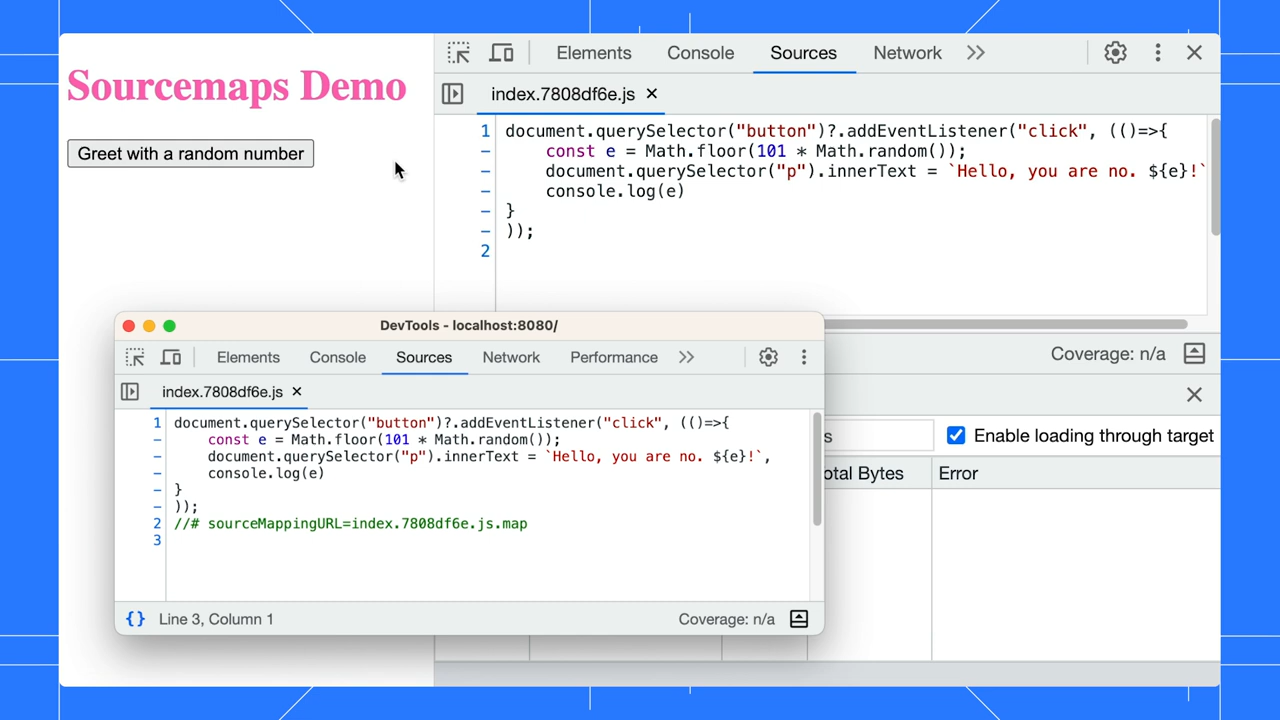 Sourcemaps Demo
Greet with a random number
Elements Console Sources Network
index.7808df6e.js ×
1 document.querySelector("button")?.addEventListener("click", (()=>{
- const e = Math.floor(101 * Math.random());
- document.querySelector("p").innerText = `Hello, you are no. ${e}!`
- console.log(e)
- }
- ));
2
Coverage: n/a
Enable loading through target
Error
DevTools - localhost:8080/
Elements Console Sources Network Performance
index.7808df6e.js ×
1 document.querySelector("button")?.addEventListener("click", (()=>{
- const e = Math.floor(101 * Math.random());
- document.querySelector("p").innerText = `Hello, you are no. ${e}!`,
- console.log(e)
- }
- ));
2 //# sourceMappingURL=index.7808df6e.js.map
3
{} Line 3, Column 1 Coverage: n/a
Bytes